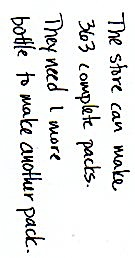 The store can make
363 complete packs.
They need 1 more
bottle to make another pack.